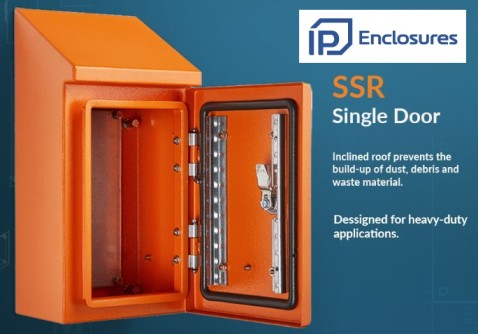 iP Enclosures
SSR
Single Door
Inclined roof prevents the
build-up of dust, debris and
waste material.
Dessigned for heavy-duty
applications.